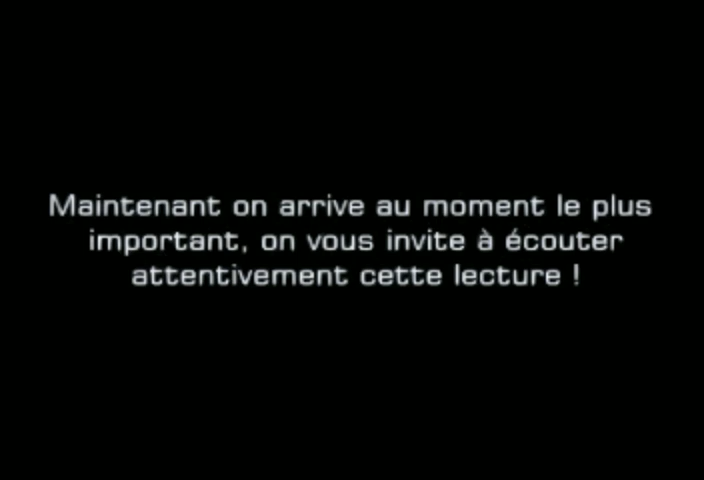 Maintenant on arrive au moment le plus
important, on vous invite à écouter
attentivement cette lecture !